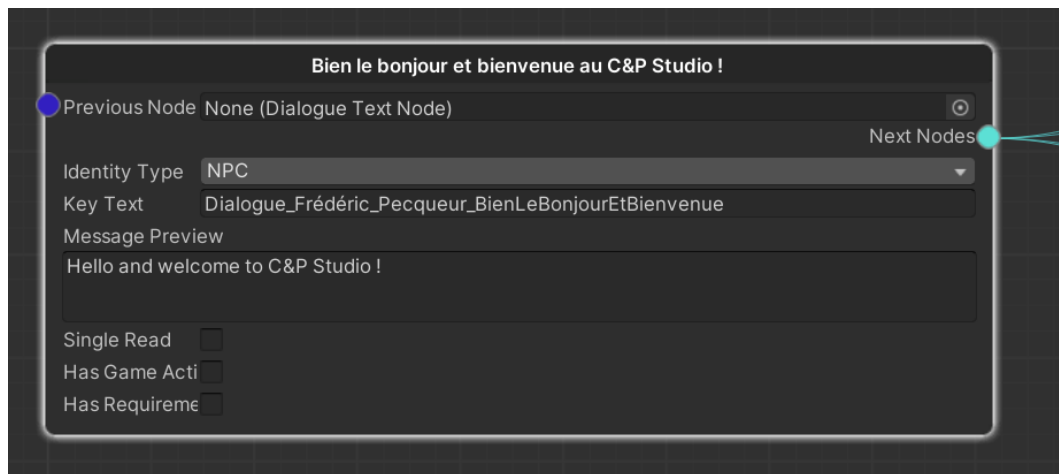 Bien le bonjour et bienvenue au C&P Studio !
Previous Node None (Dialogue Text Node)
Next Nodes
Identity Type NPC
Key Text Dialogue_Frédéric_Pecqueur_BienLeBonjourEtBienvenue
Message Preview
Hello and welcome to C&P Studio !
Single Read
Has Game Acti
Has Requireme